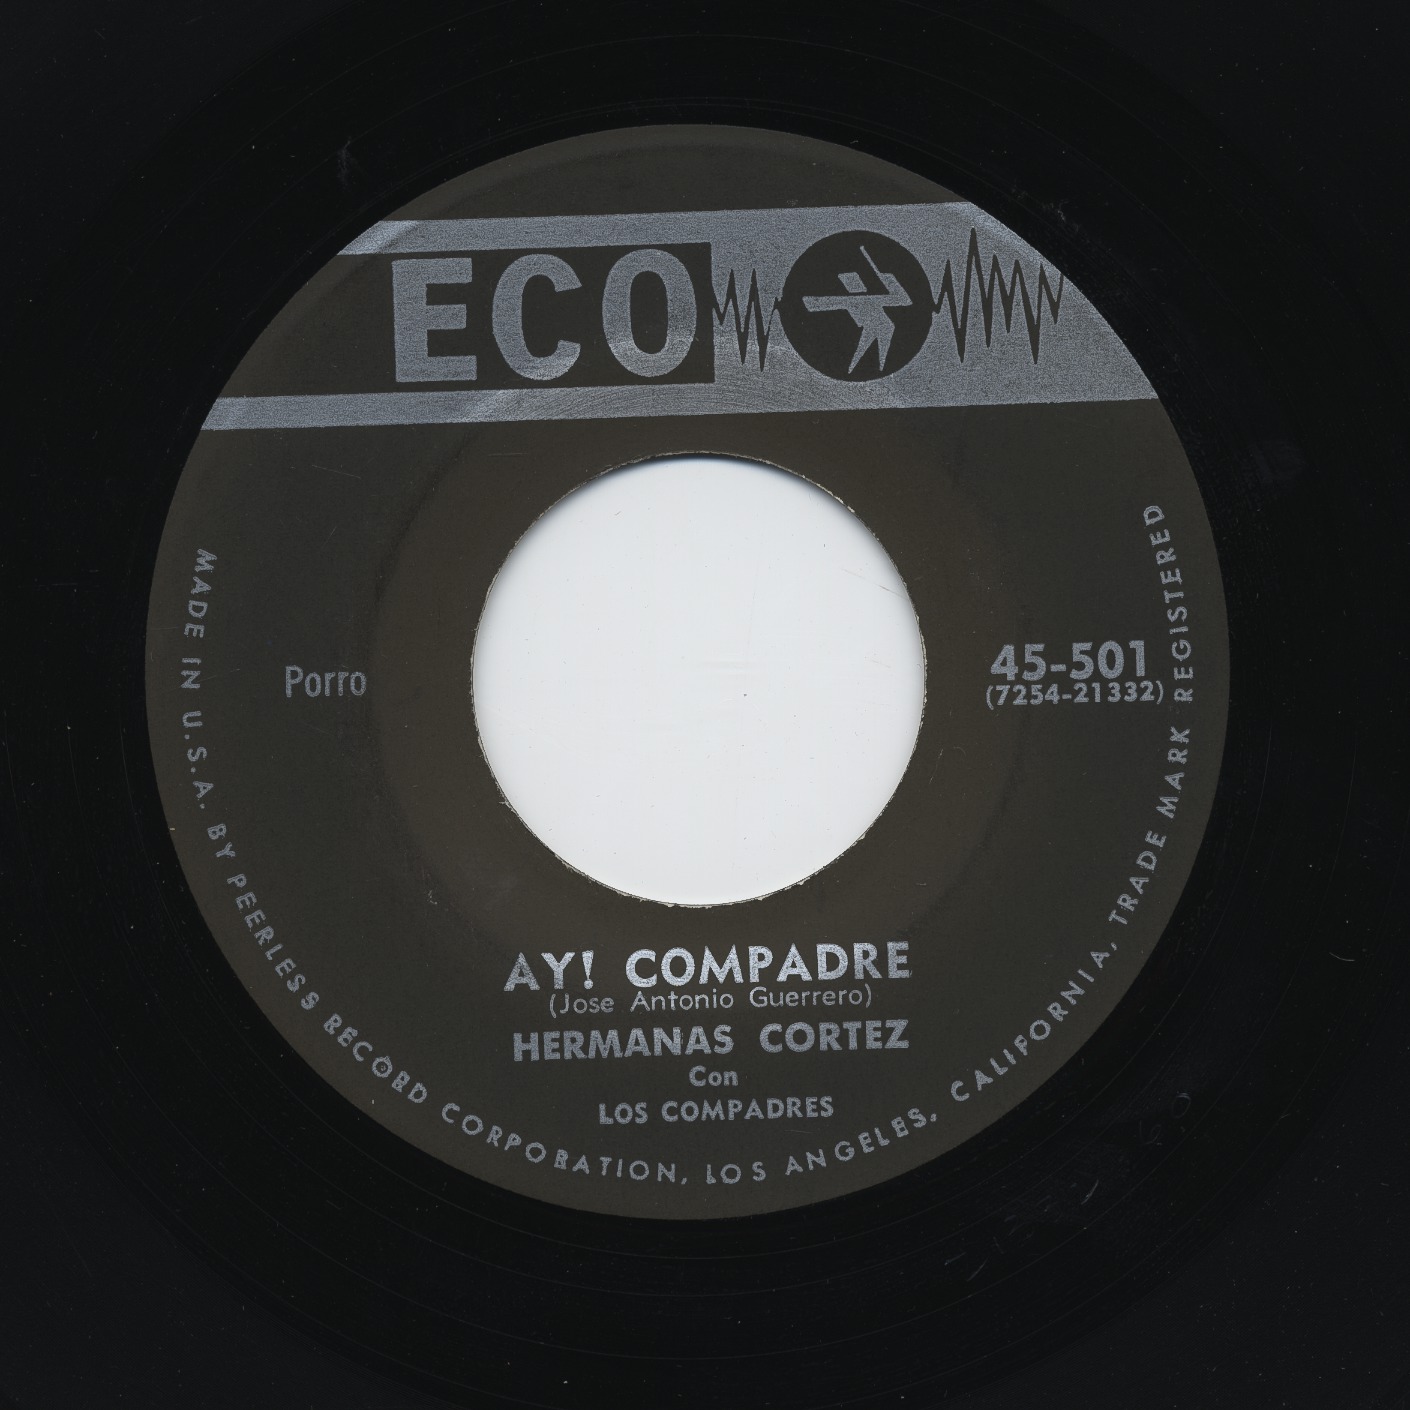 ECO
Porro
45-501
(7254-21332)
AY! COMPADRE
(Jose Antonio Guerrero)
HERMANAS CORTEZ
Con
LOS COMPADRES
MADE IN U.S.A. BY PEERLESS RECORD CORPORATION, LOS ANGELES, CALIFORNIA, TRADE MARK REGISTERED